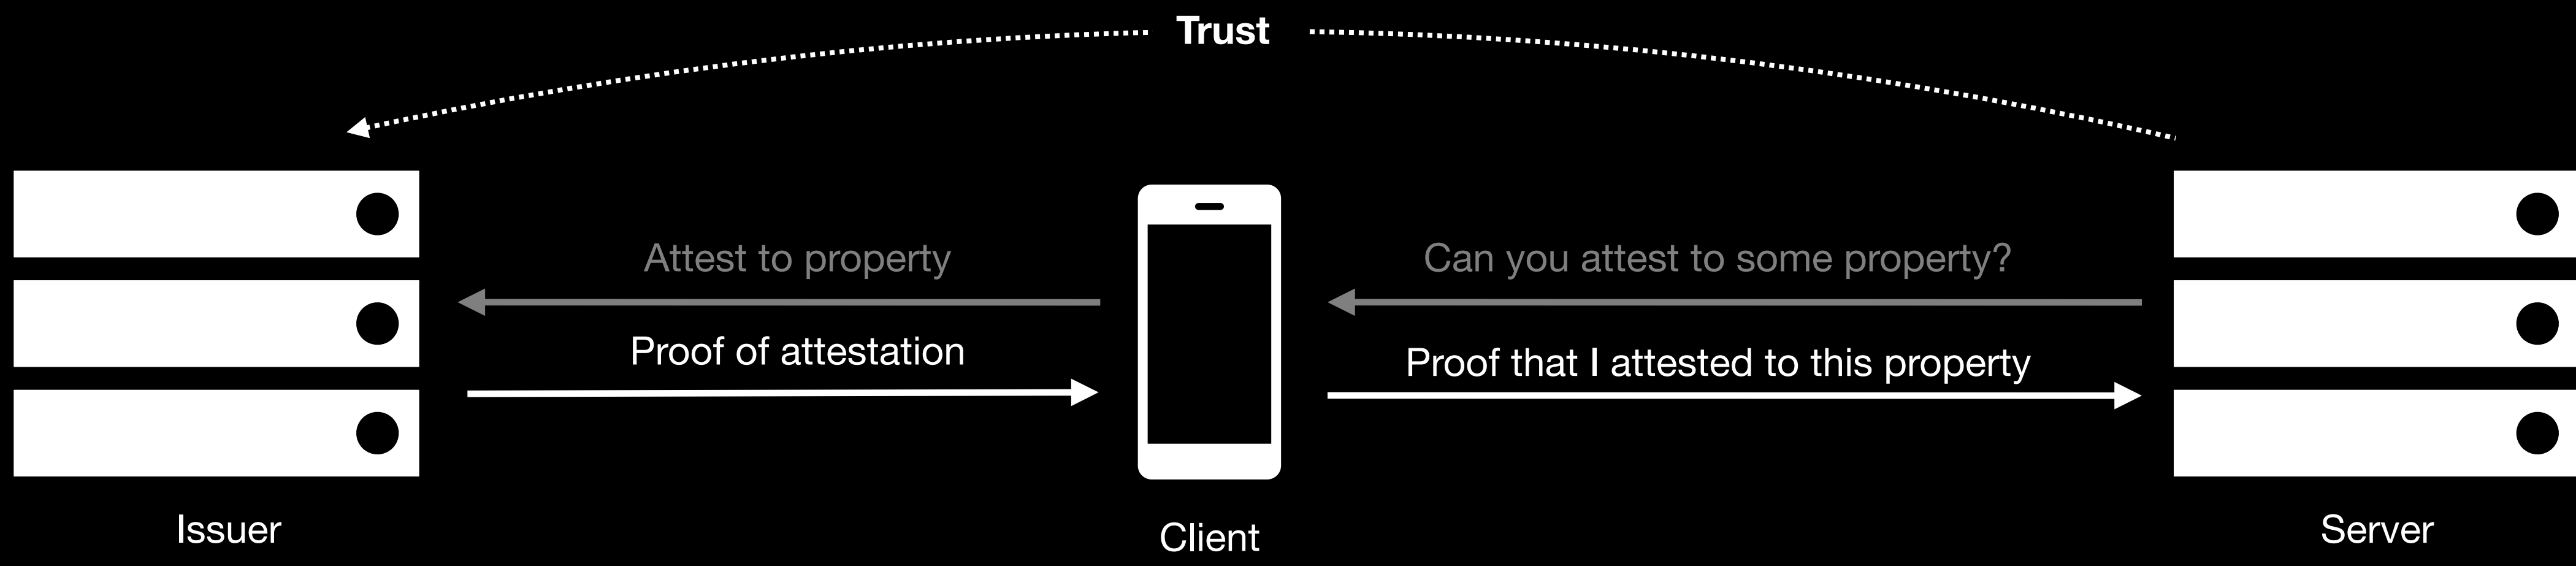 Trust
Attest to property
Can you attest to some property?
Proof of attestation
Proof that I attested to this property
Issuer
Client
Server